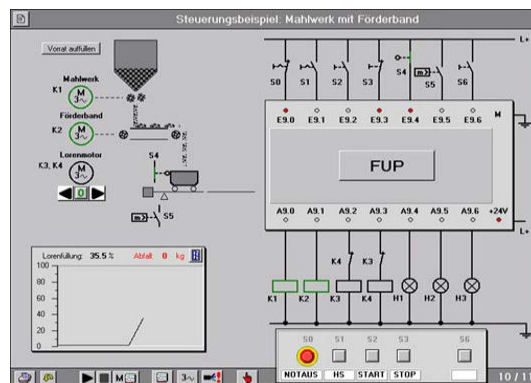 Steuerungsbeispiel: Mahlwerk mit Förderband
Vorrat auffüllen
Mahlwerk
K1
M
3~
Förderband
K2
M
3~
Lorenmotor
K3, K4
M
3~
0
S4
S5
L+
S0 S1 S2 S3 S4 S5 S6
E9.0 E9.1 E9.2 E9.3 E9.4 E9.5 E9.6 M
FUP
A9.0 A9.1 A9.2 A9.3 A9.4 A9.5 A9.6 +24V
L+
K4 K3
K1 K2 K3 K4 H1 H2 H3
Lorenfüllung: 35.5 % Abfall: 0 kg
100
80
60
40
20
0
S0 S1 S2 S3 S6
NOTAUS HS START STOP
M
3~